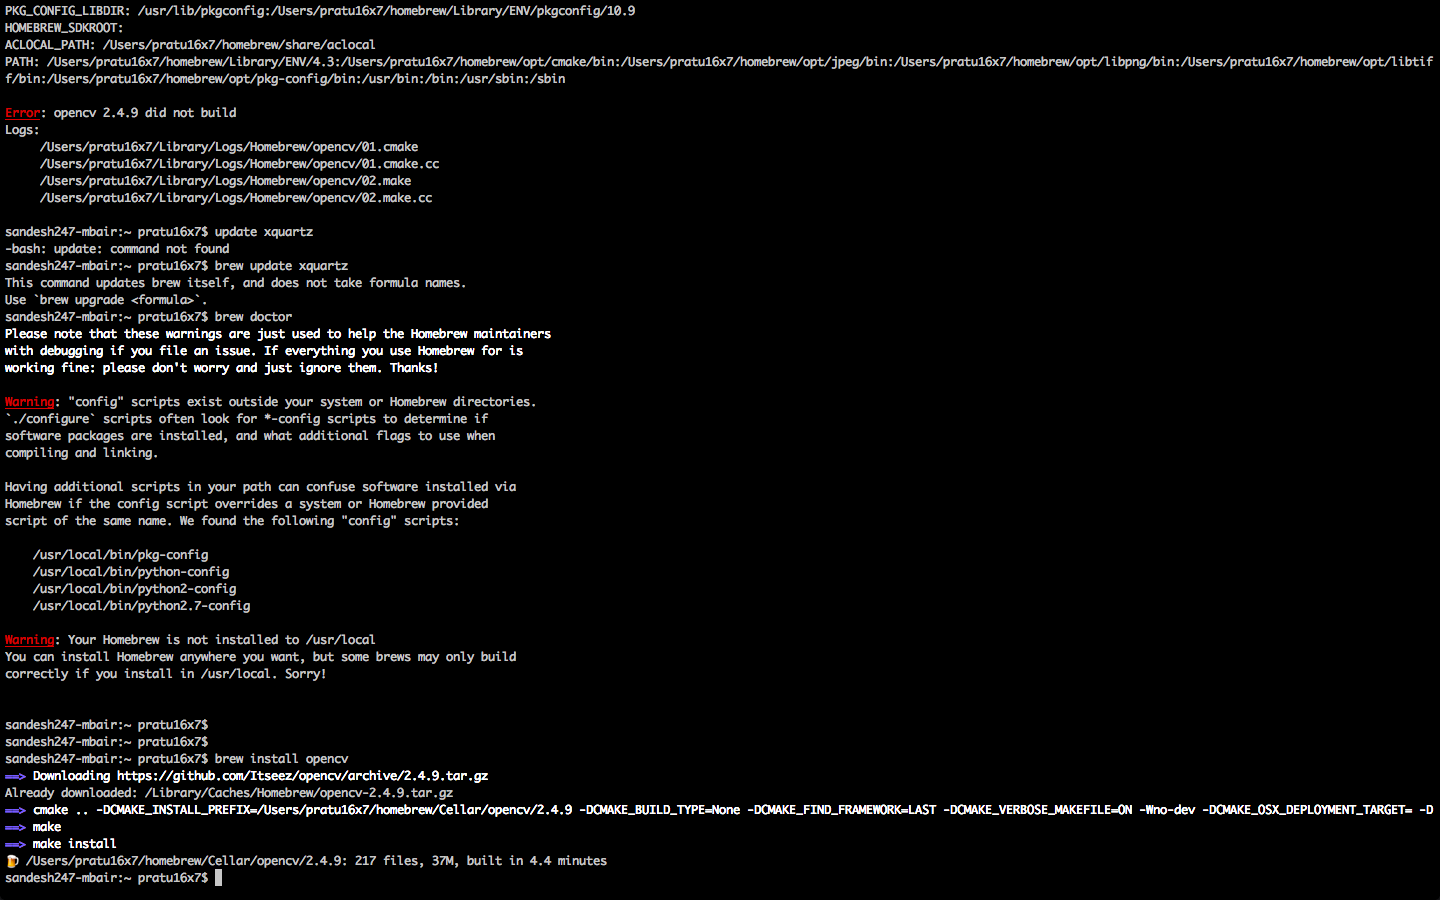 PKG_CONFIG_LIBDIR: /usr/lib/pkgconfig:/Users/pratu16x7/homebrew/Library/ENV/pkgconfig/10.9
HOMEBREW_SDKROOT:
ACLOCAL_PATH: /Users/pratu16x7/homebrew/share/aclocal
PATH: /Users/pratu16x7/homebrew/Library/ENV/4.3:/Users/pratu16x7/homebrew/opt/cmake/bin:/Users/pratu16x7/homebrew/opt/jpeg/bin:/Users/pratu16x7/homebrew/opt/libpng/bin:/Users/pratu16x7/homebrew/opt/libtif
f/bin:/Users/pratu16x7/homebrew/opt/pkg-config/bin:/usr/bin:/bin:/usr/sbin:/sbin
Error: opencv 2.4.9 did not build
Logs:
/Users/pratu16x7/Library/Logs/Homebrew/opencv/01.cmake
/Users/pratu16x7/Library/Logs/Homebrew/opencv/01.cmake.cc
/Users/pratu16x7/Library/Logs/Homebrew/opencv/02.make
/Users/pratu16x7/Library/Logs/Homebrew/opencv/02.make.cc
sandesh247-mbair:~ pratu16x7$ update xquartz
-bash: update: command not found
sandesh247-mbair:~ pratu16x7$ brew update xquartz
This command updates brew itself, and does not take formula names.
Use `brew upgrade <formula>`.
sandesh247-mbair:~ pratu16x7$ brew doctor
Please note that these warnings are just used to help the Homebrew maintainers
with debugging if you file an issue. If everything you use Homebrew for is
working fine: please don't worry and just ignore them. Thanks!
Warning: "config" scripts exist outside your system or Homebrew directories.
`./configure` scripts often look for *-config scripts to determine if
software packages are installed, and what additional flags to use when
compiling and linking.
Having additional scripts in your path can confuse software installed via
Homebrew if the config script overrides a system or Homebrew provided
script of the same name. We found the following "config" scripts:
/usr/local/bin/pkg-config
/usr/local/bin/python-config
/usr/local/bin/python2-config
/usr/local/bin/python2.7-config
Warning: Your Homebrew is not installed to /usr/local
You can install Homebrew anywhere you want, but some brews may only build
correctly if you install in /usr/local. Sorry!
sandesh247-mbair:~ pratu16x7$
sandesh247-mbair:~ pratu16x7$
sandesh247-mbair:~ pratu16x7$ brew install opencv
==> Downloading https://github.com/Itseez/opencv/archive/2.4.9.tar.gz
Already downloaded: /Library/Caches/Homebrew/opencv-2.4.9.tar.gz
==> cmake .. -DCMAKE_INSTALL_PREFIX=/Users/pratu16x7/homebrew/Cellar/opencv/2.4.9 -DCMAKE_BUILD_TYPE=None -DCMAKE_FIND_FRAMEWORK=LAST -DCMAKE_VERBOSE_MAKEFILE=ON -Wno-dev -DCMAKE_OSX_DEPLOYMENT_TARGET= -D
==> make
==> make install
🍺 /Users/pratu16x7/homebrew/Cellar/opencv/2.4.9: 217 files, 37M, built in 4.4 minutes
sandesh247-mbair:~ pratu16x7$